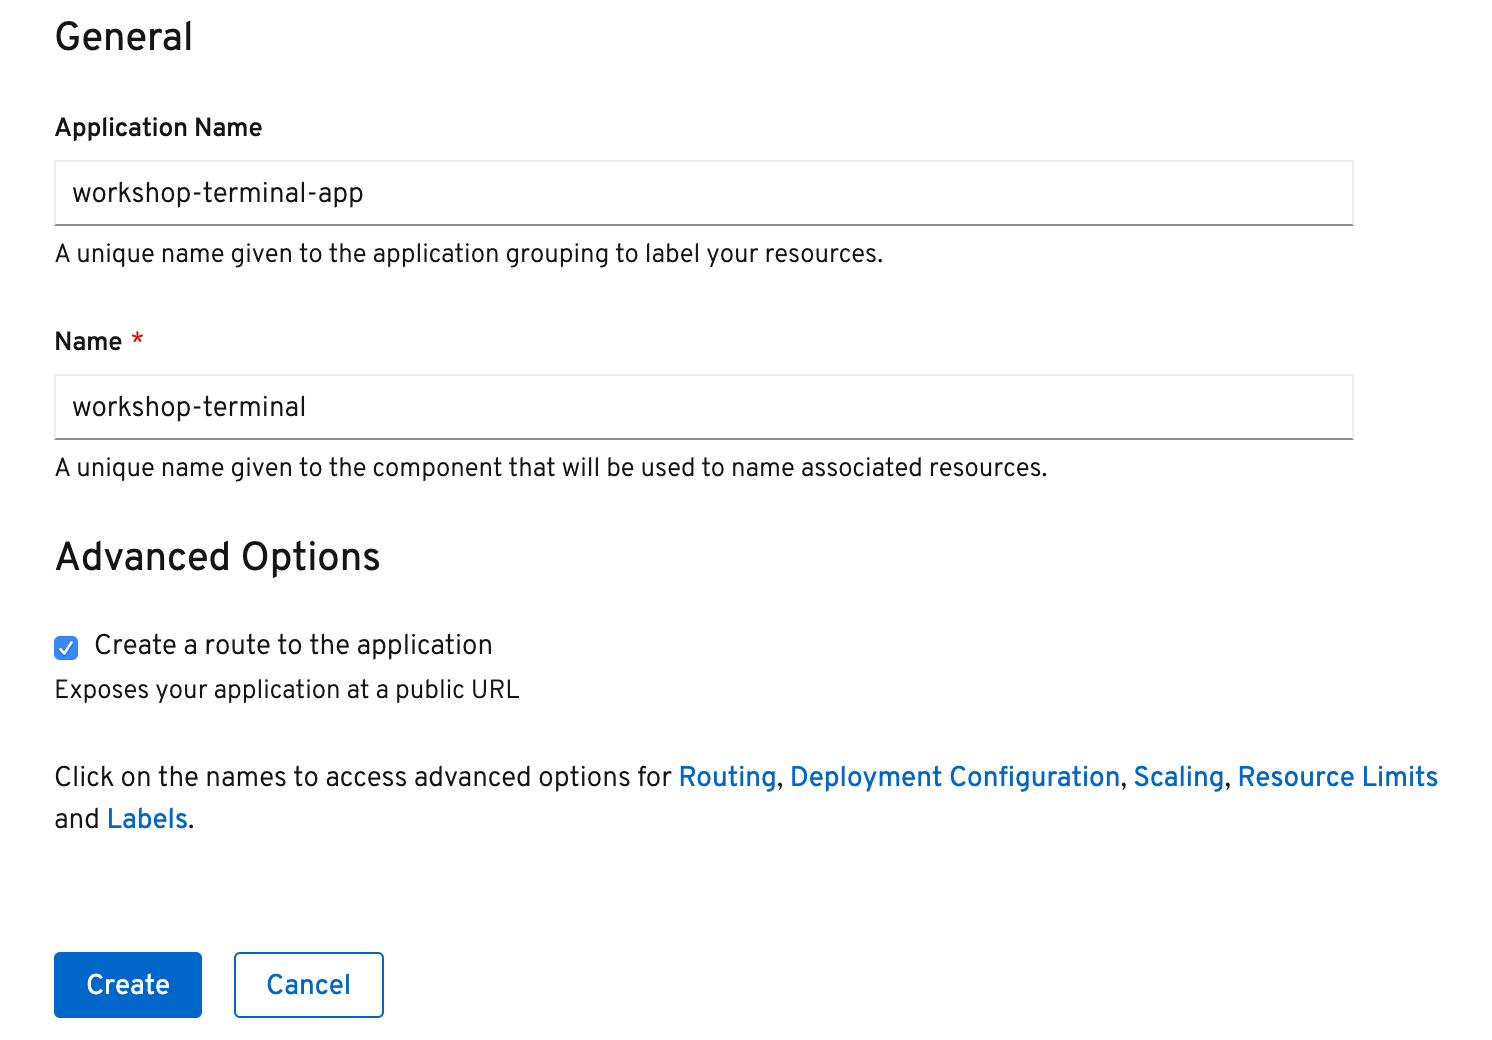 General
Application Name
workshop-terminal-app
A unique name given to the application grouping to label your resources.
Name *
workshop-terminal
A unique name given to the component that will be used to name associated resources.
Advanced Options
Create a route to the application
Exposes your application at a public URL
Click on the names to access advanced options for Routing, Deployment Configuration, Scaling, Resource Limits
and Labels.
Create Cancel